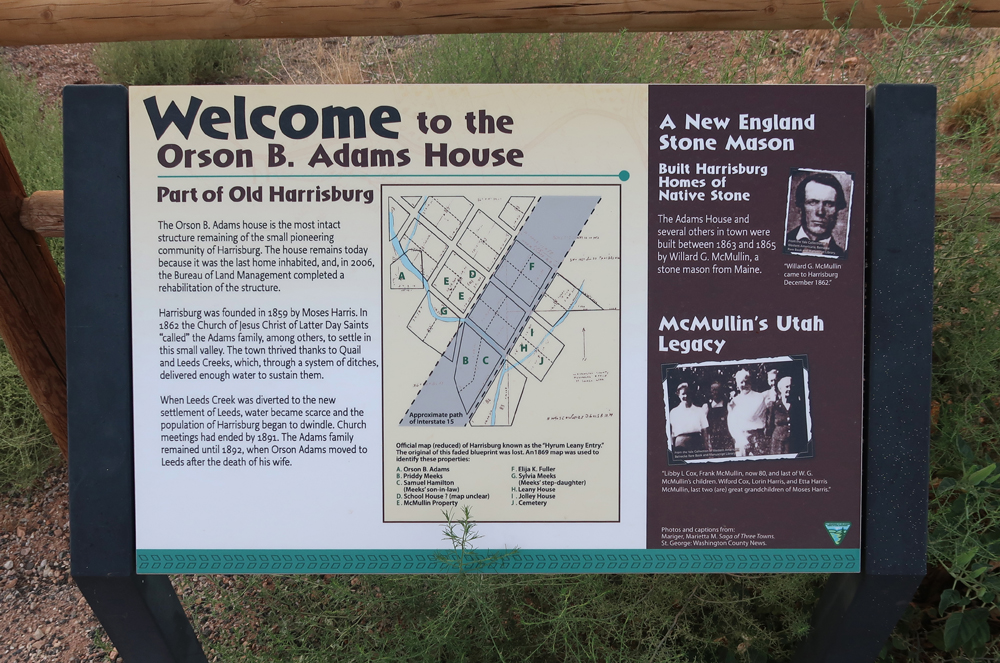 Welcome to the
Orson B. Adams House
Part of Old Harrisburg
The Orson B. Adams house is the most intact
structure remaining of the small pioneering
community of Harrisburg. The house remains today
because it was the last home inhabited, and, in 2006,
the Bureau of Land Management completed a
rehabilitation of the structure.
Harrisburg was founded in 1859 by Moses Harris. In
1862 the Church of Jesus Christ of Latter Day Saints
"called" the Adams family, among others, to settle in
this small valley. The town thrived thanks to Quail
and Leeds Creeks, which, through a system of ditches,
delivered enough water to sustain them.
When Leeds Creek was diverted to the new
settlement of Leeds, water became scarce and the
population of Harrisburg began to dwindle. Church
meetings had ended by 1891. The Adams family
remained until 1892, when Orson Adams moved to
Leeds after the death of his wife.
A
D
E
E
G
F
I
H
J
B C
Approximate path
of Interstate 15
Official map (reduced) of Harrisburg known as the "Hyrum Leany Entry."
The original of this faded blueprint was lost. An1869 map was used to
identify these properties:
A. Orson B. Adams
B. Priddy Meeks
C. Samuel Hamilton
(Meeks' son-in-law)
D. School House ? (map unclear)
E. McMullin Property
F. Elija K. Fuller
G. Sylvia Meeks
(Meeks' step-daughter)
H. Leany House
I. Jolley House
J. Cemetery
A New England
Stone Mason
Built Harrisburg
Homes of
Native Stone
The Adams House and
several others in town were
built between 1863 and 1865
by Willard G. McMullin, a
stone mason from Maine.
"Willard G. McMullin
came to Harrisburg
December 1862."
McMullin's Utah
Legacy
"Libby L Cox, Frank McMullin, now 80, and last of W. G.
McMullin's children. Wilford Cox, Lorin Harris, and Etta Harris
McMullin, last two (are) great grandchildren of Moses Harris."
Photos and captions from:
Mariger, Marietta M. Saga of Three Towns,
St. George: Washington County News.